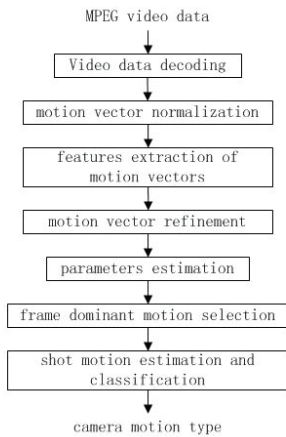 MPEG video data
Video data decoding
motion vector normalization
features extraction of
motion vectors
motion vector refinement
parameters estimation
frame dominant motion selection
shot motion estimation and
classification
camera motion type